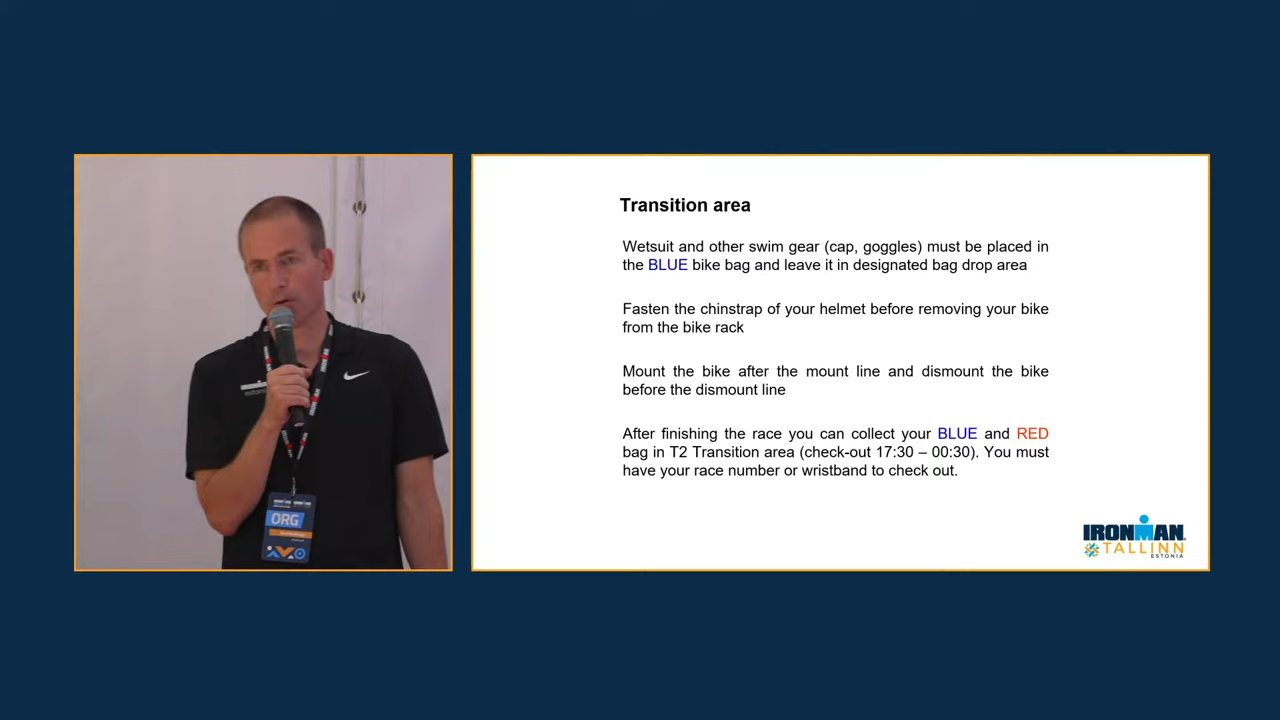 Transition area
Wetsuit and other swim gear (cap, goggles) must be placed in
the BLUE bike bag and leave it in designated bag drop area
Fasten the chinstrap of your helmet before removing your bike
from the bike rack
Mount the bike after the mount line and dismount the bike
before the dismount line
After finishing the race you can collect your BLUE and RED
bag in T2 Transition area (check-out 17:30 – 00:30). You must
have your race number or wristband to check out.
IRONMAN
TALLINN
ESTONIA
ORG